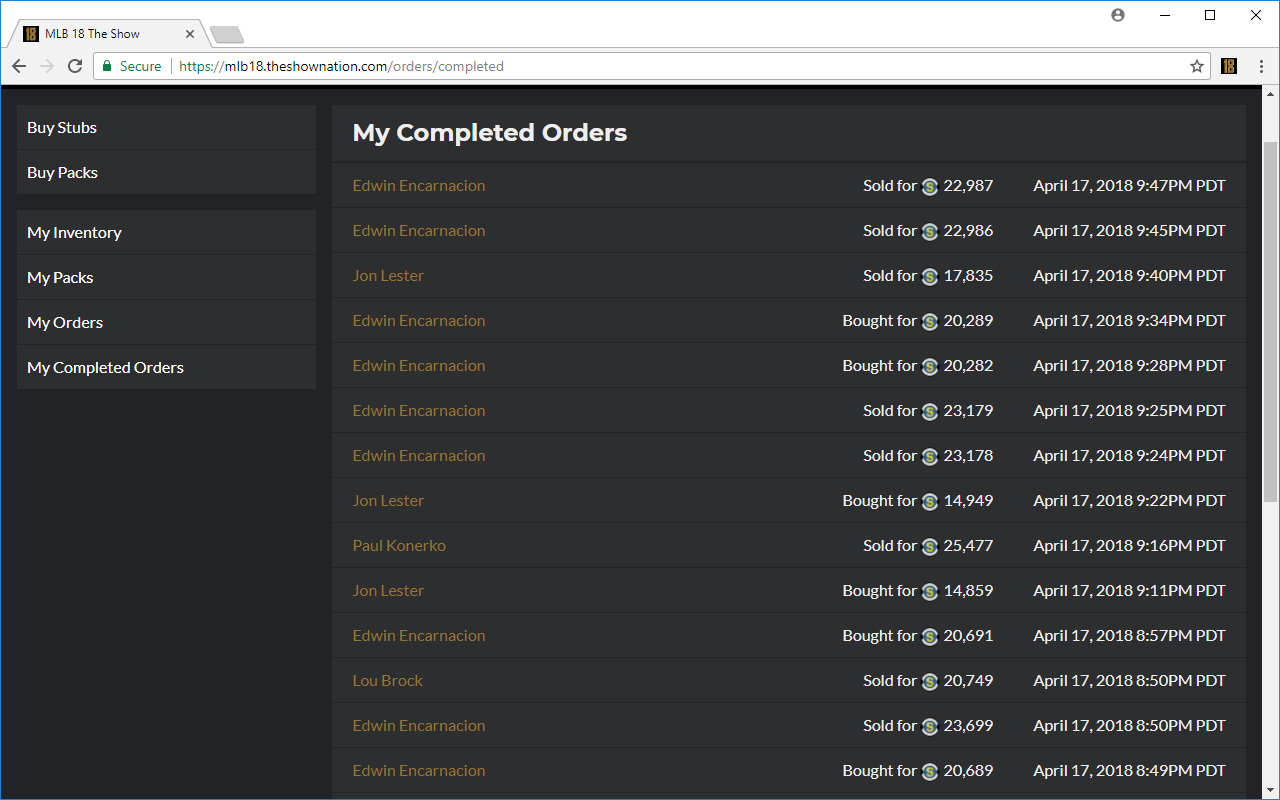 MLB 18 The Show
Secure https://mlb18.theshownation.com/orders/completed
Buy Stubs
Buy Packs
My Inventory
My Packs
My Orders
My Completed Orders
My Completed Orders
Edwin Encarnacion Sold for 22,987 April 17, 2018 9:47PM PDT
Edwin Encarnacion Sold for 22,986 April 17, 2018 9:45PM PDT
Jon Lester Sold for 17,835 April 17, 2018 9:40PM PDT
Edwin Encarnacion Bought for 20,289 April 17, 2018 9:34PM PDT
Edwin Encarnacion Bought for 20,282 April 17, 2018 9:28PM PDT
Edwin Encarnacion Sold for 23,179 April 17, 2018 9:25PM PDT
Edwin Encarnacion Sold for 23,178 April 17, 2018 9:24PM PDT
Jon Lester Bought for 14,949 April 17, 2018 9:22PM PDT
Paul Konerko Sold for 25,477 April 17, 2018 9:16PM PDT
Jon Lester Bought for 14,859 April 17, 2018 9:11PM PDT
Edwin Encarnacion Bought for 20,691 April 17, 2018 8:57PM PDT
Lou Brock Sold for 20,749 April 17, 2018 8:50PM PDT
Edwin Encarnacion Sold for 23,699 April 17, 2018 8:50PM PDT
Edwin Encarnacion Bought for 20,689 April 17, 2018 8:49PM PDT